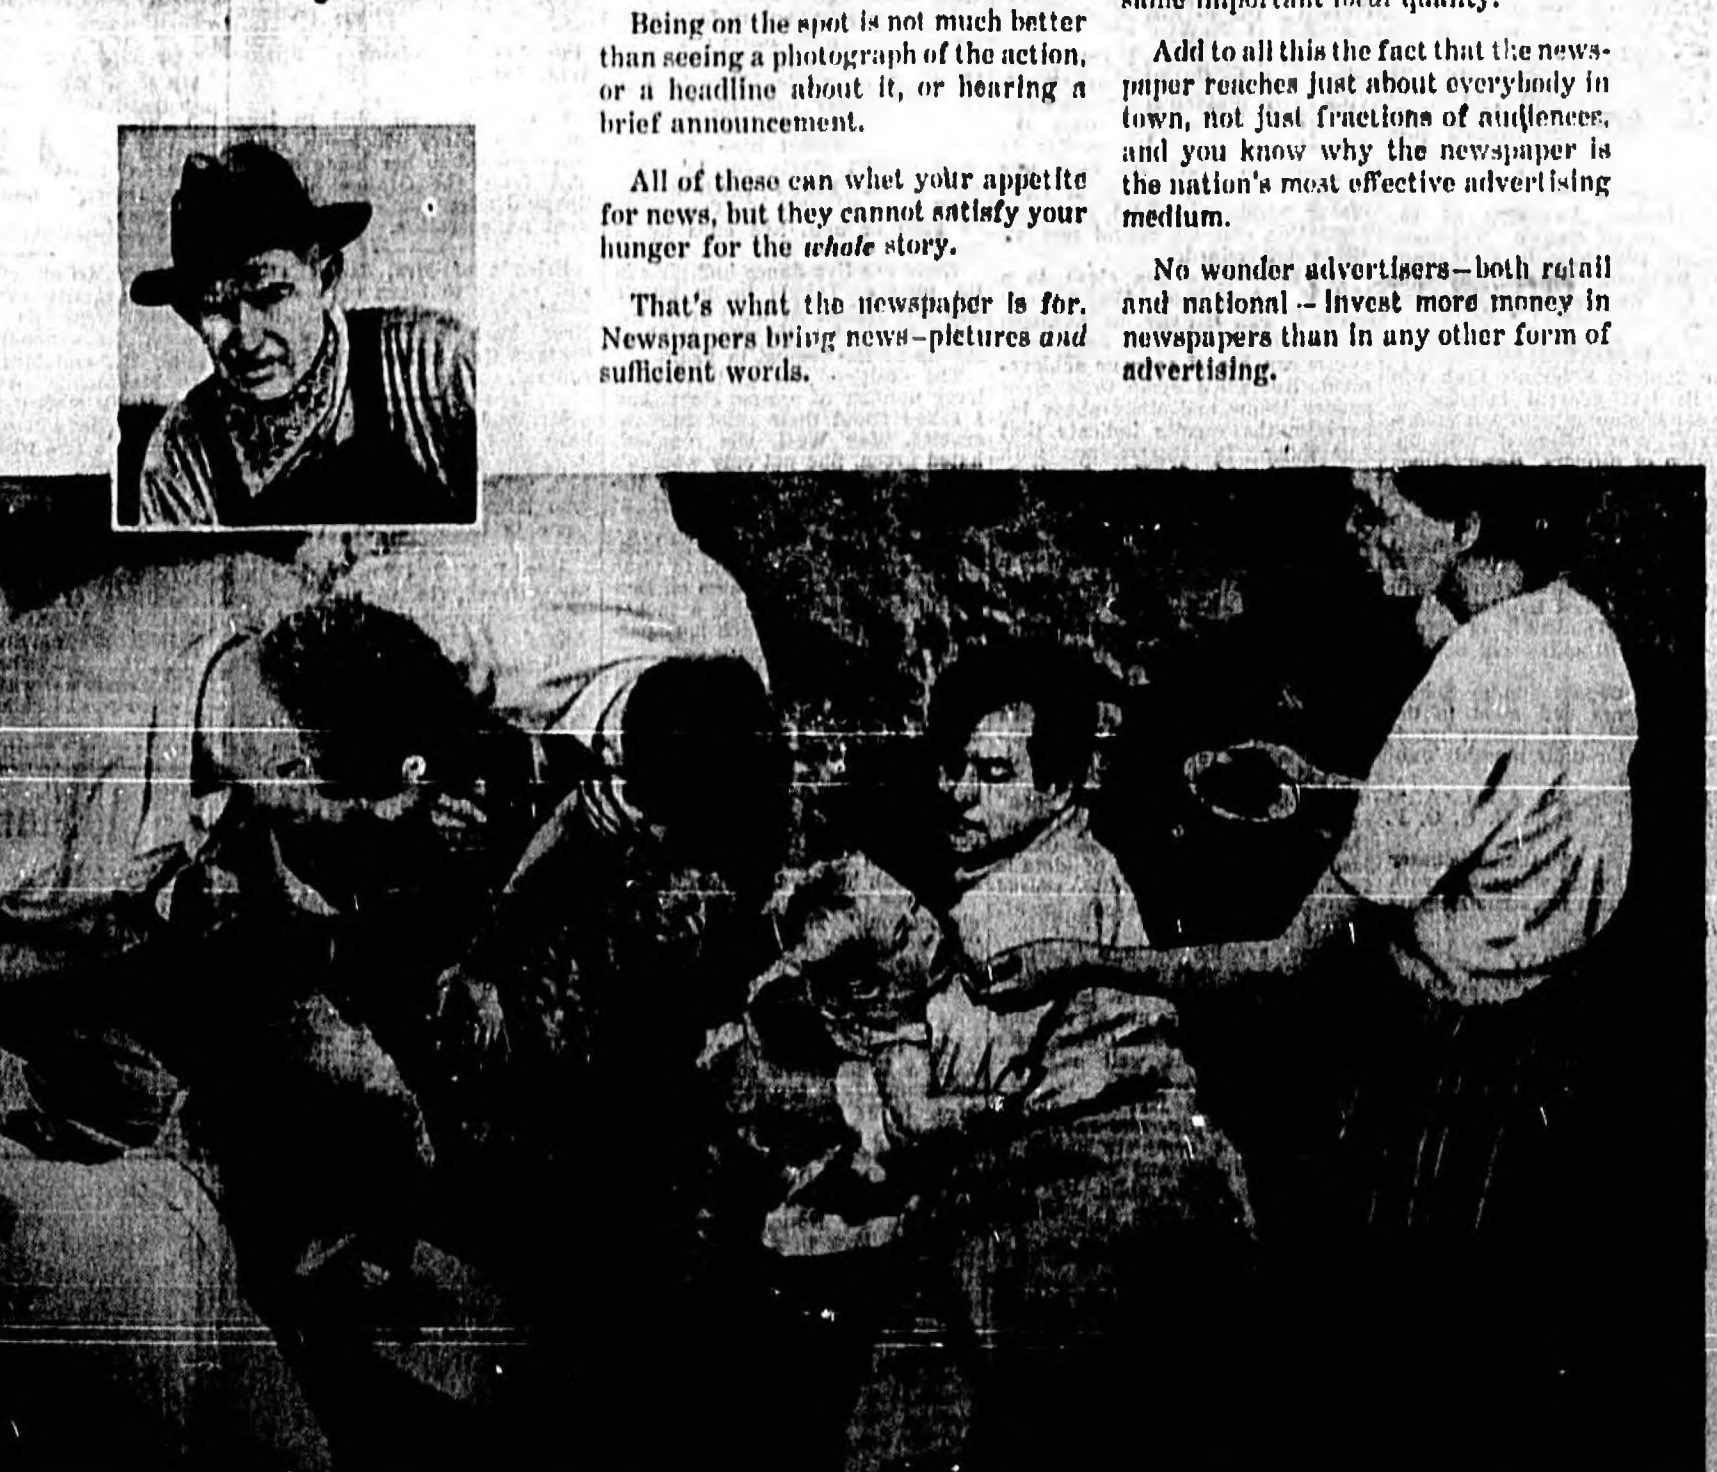 Being on the spot is not much better
than seeing a photograph of the action,
or a headline about it, or hearing a
brief announcement.
All of these can whet your appetite
for news, but they cannot satisfy your
hunger for the whole story.
That's what the newspaper is for.
Newspapers bring news–pictures and
sufficient words.
same important local quality.
Add to all this the fact that the news-
paper reaches just about everybody in
town, not just fractions of audiences,
and you know why the newspaper is
the nation's most effective advertising
medium.
No wonder advertisers–both retail
and national – invest more money in
newspapers than in any other form of
advertising.